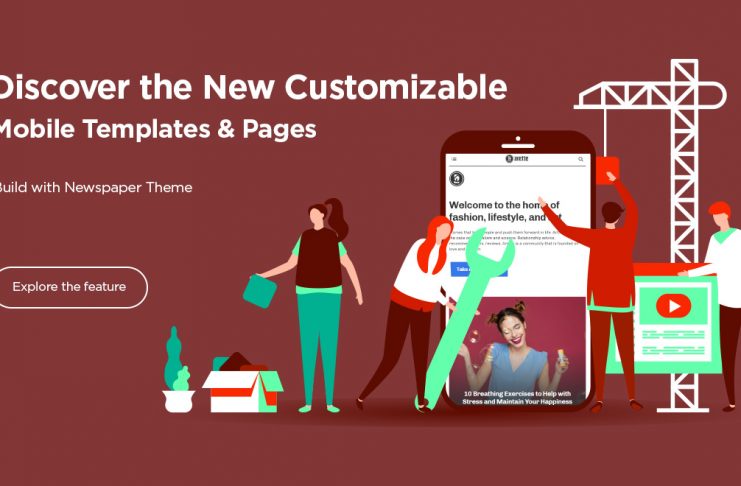 Discover the New Customizable
Mobile Templates & Pages
Build with Newspaper Theme
Explore the feature
Welcome to the home of
fashion, lifestyle, and
Take
10 Breathing Exercises to Help with
Stress and Maintain Your Happiness